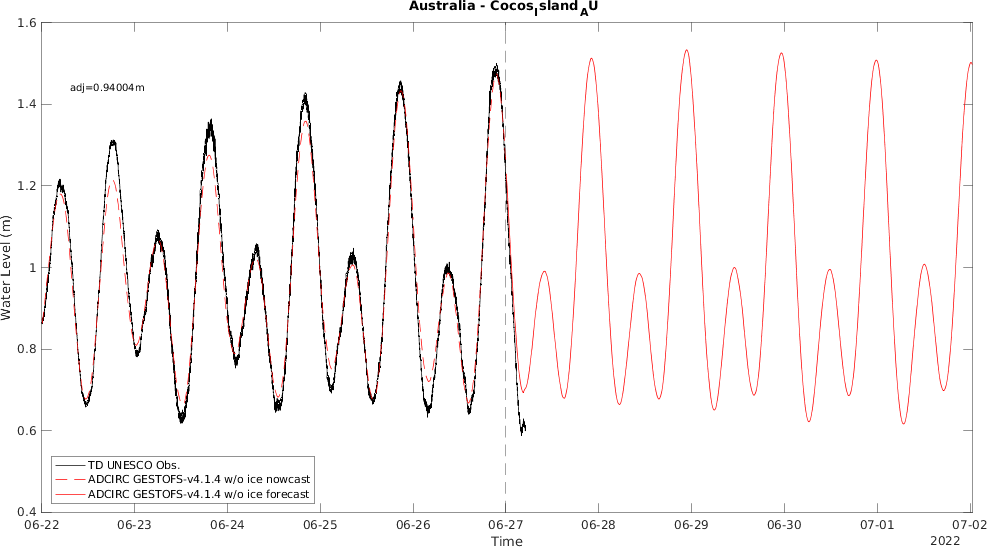 Australia - Cocos_Island_AU
1.6
1.4
1.2
1
0.8
0.6
0.4
Water Level (m)
adj=0.94004m
TD UNESCO Obs.
ADCIRC GESTOFS-v4.1.4 w/o ice nowcast
ADCIRC GESTOFS-v4.1.4 w/o ice forecast
06-22 06-23 06-24 06-25 06-26 06-27 06-28 06-29 06-30 07-01 07-02
Time
2022